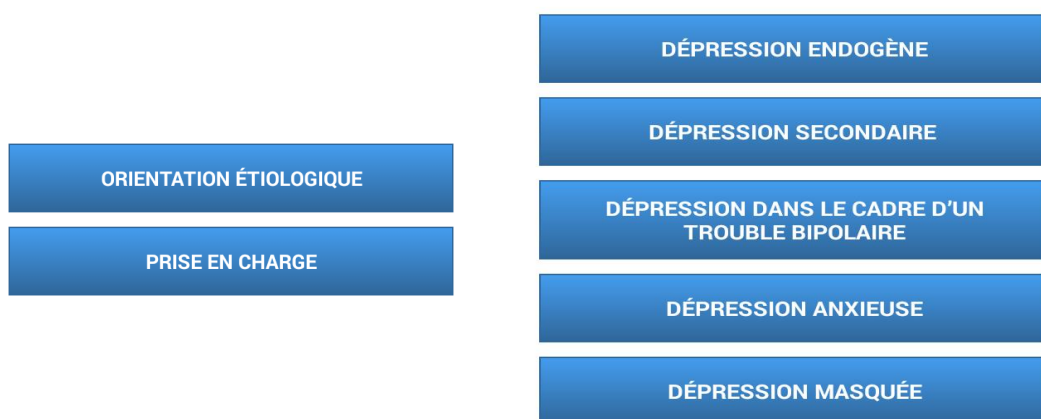 ORIENTATION ÉTIOLOGIQUE
PRISE EN CHARGE
DÉPRESSION ENDOGÈNE
DÉPRESSION SECONDAIRE
DÉPRESSION DANS LE CADRE D’UN
TROUBLE BIPOLAIRE
DÉPRESSION ANXIEUSE
DÉPRESSION MASQUÉE